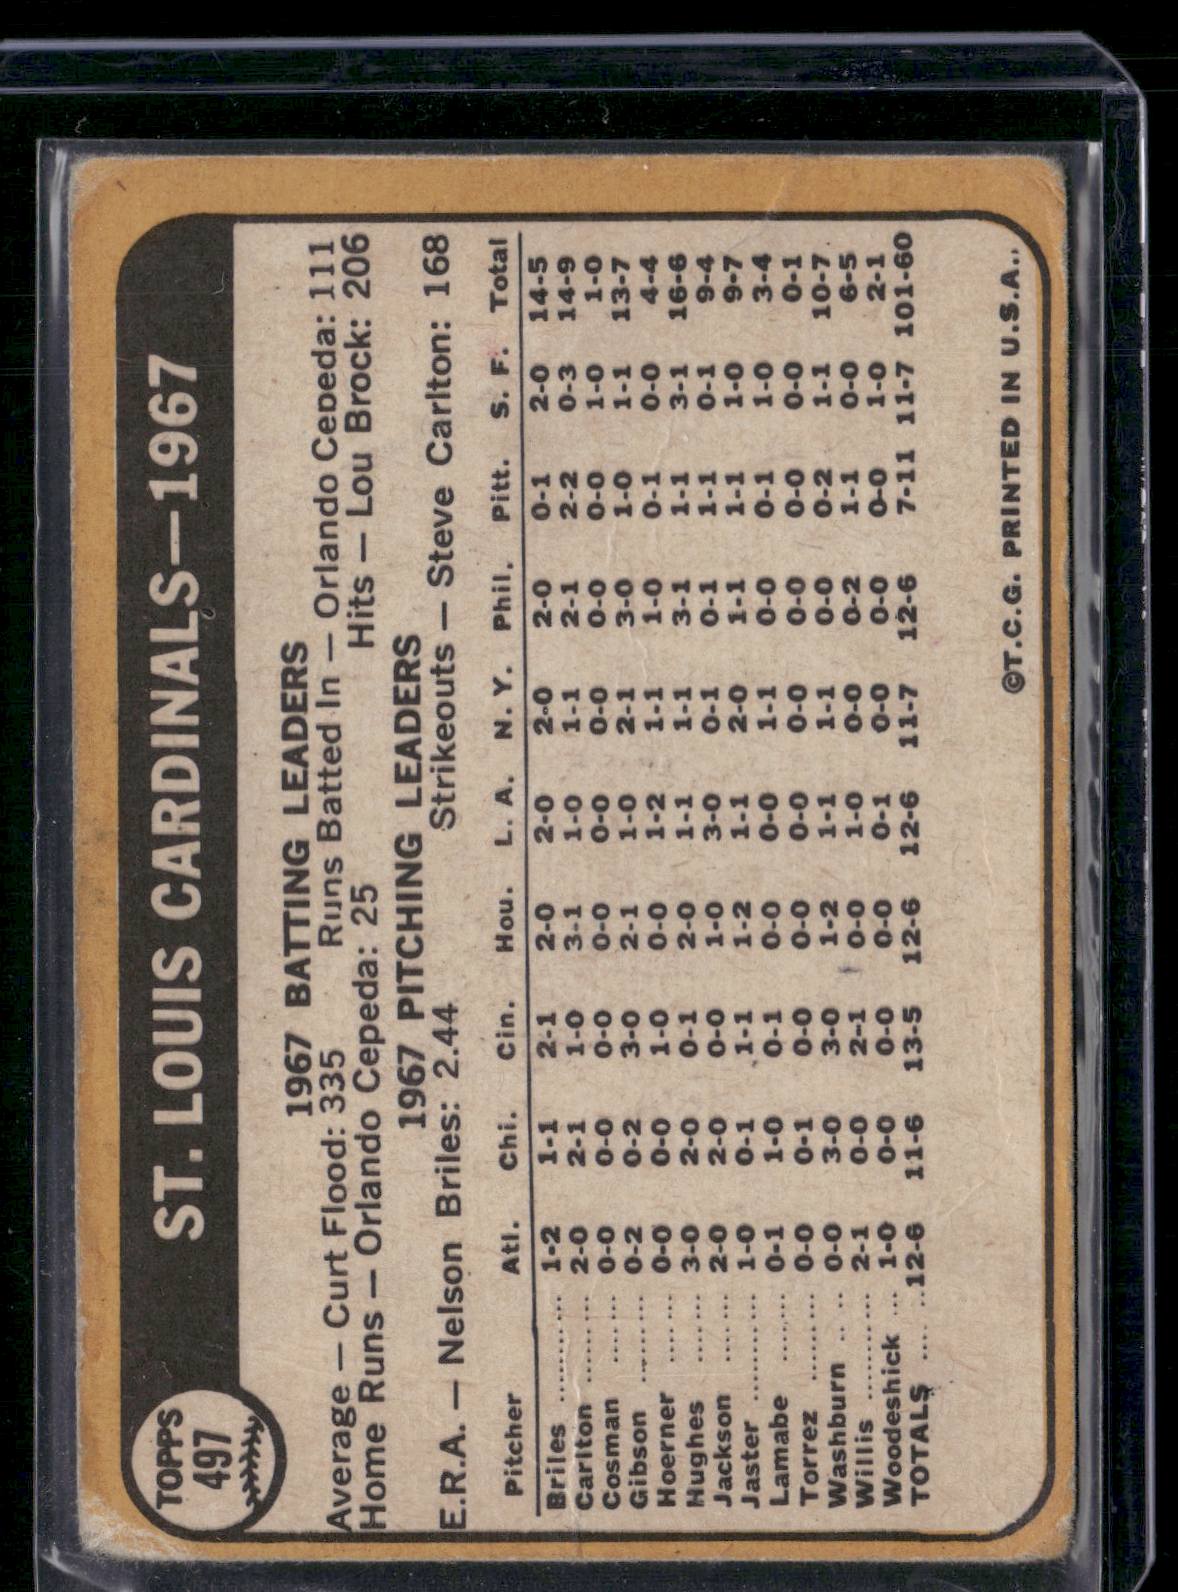 TOPPS
497
ST. LOUIS CARDINALS—1967
1967 BATTING LEADERS
Average — Curt Flood: 335 Runs Batted In — Orlando Cepeda: 111
Home Runs — Orlando Cepeda: 25 Hits — Lou Brock: 206
1967 PITCHING LEADERS
E.R.A. — Nelson Briles: 2.44 Strikeouts — Steve Carlton: 168
Pitcher Atl. Chi. Cin. Hou. L. A. N. Y. Phil. Pitt. S. F. Total
Briles .......... 1-2 1-1 2-1 2-0 2-0 2-0 2-0 0-1 2-0 14-5
Carlton ........ 2-0 2-1 1-0 3-1 1-0 1-1 2-1 2-2 0-3 14-9
Cosman ...... 0-0 0-0 0-0 0-0 0-0 0-0 0-0 0-0 1-0 1-0
Gibson ........ 0-2 0-2 3-0 2-1 1-0 2-1 3-0 1-0 1-1 13-7
Hoerner ...... 0-0 0-0 1-0 0-0 1-2 1-1 1-0 0-1 0-0 4-4
Hughes ...... 3-0 2-0 0-1 2-0 1-1 1-1 3-1 1-1 3-1 16-6
Jackson ...... 2-0 2-0 0-0 1-0 3-0 0-1 0-1 1-1 0-1 9-4
Jaster .......... 1-0 0-1 1-1 1-2 1-1 2-0 1-1 1-1 1-0 9-7
Lamabe ...... 0-1 1-0 0-1 0-0 0-0 1-1 0-0 0-1 1-0 3-4
Torrez ........ 0-0 0-1 0-0 0-0 0-0 0-0 0-0 0-0 0-0 0-1
Washburn .. .. 0-0 3-0 3-0 1-2 1-1 1-1 0-0 0-2 1-1 10-7
Willis .......... 2-1 0-0 2-1 0-0 1-0 0-0 0-2 1-1 0-0 6-5
Woodeshick ... 1-0 0-0 0-0 0-0 0-1 0-0 0-0 0-0 1-0 2-1
TOTALS ...... 12-6 11-6 13-5 12-6 12-6 11-7 12-6 7-11 11-7 101-60
©T.C.G. PRINTED IN U.S.A..